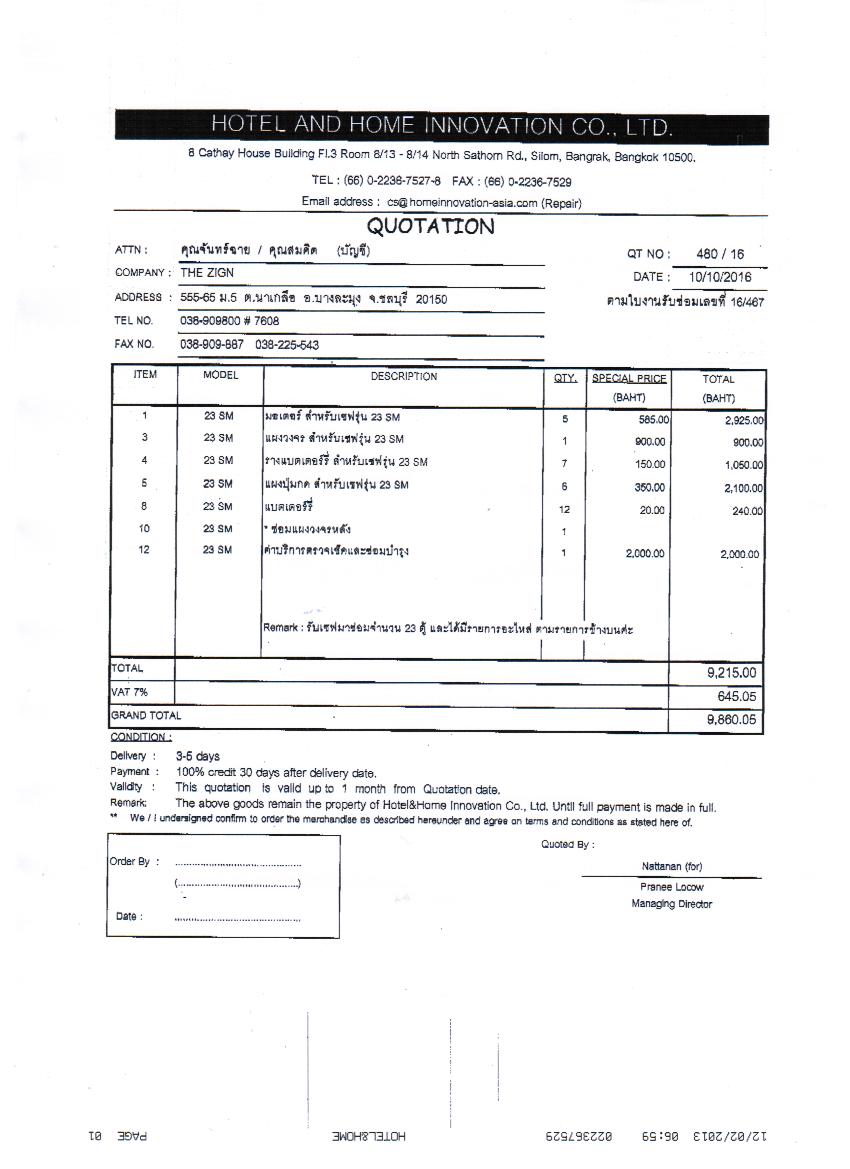 HOTEL AND HOME INNOVATION CO., LTD.
8 Cathay House Building Fl.3 Room 8/13 - 8/14 North Sathorn Rd., Silom, Bangrak, Bangkok 10500.
TEL : (66) 0-2236-7527-8 FAX : (66) 0-2236-7529
Email address : cs@homeinnovation-asia.com (Repair)
QUOTATION
ATTN : คุณจันทร์ฉาย / คุณสมคิด (บัญชี) QT NO : 480 / 16
COMPANY : THE ZIGN DATE : 10/10/2016
ADDRESS : 555-65 ม.5 ต.นาเกลือ อ.บางละมุง จ.ชลบุรี 20150 ตามใบงานรับซ่อมเลขที่ 16/467
TEL NO. 038-909800 # 7608
FAX NO. 038-909-887 038-225-543
ITEM MODEL DESCRIPTION QTY. SPECIAL PRICE TOTAL
(BAHT) (BAHT)
1 23 SM มอเตอร์ สำหรับเซฟรุ่น 23 SM 5 585.00 2,925.00
3 23 SM แผงวงจร สำหรับเซฟรุ่น 23 SM 1 900.00 900.00
4 23 SM รางแบตเตอร์รี่ สำหรับเซฟรุ่น 23 SM 7 150.00 1,050.00
5 23 SM แผงปุ่มกด สำหรับเซฟรุ่น 23 SM 6 350.00 2,100.00
8 23 SM แบตเตอร์รี่ 12 20.00 240.00
10 23 SM * ซ่อมแผงวงจรหลัง 1
12 23 SM ค่าบริการตรวจเช็คและซ่อมบำรุง 1 2,000.00 2,000.00
Remark : รับเซฟมาซ่อมจำนวน 23 ตู้ และได้มีรายการอะไหล่ ตามรายการข้างบนค่ะ
TOTAL 9,215.00
VAT 7% 645.05
GRAND TOTAL 9,860.05
CONDITION :
Delivery : 3-5 days
Payment : 100% credit 30 days after delivery date.
Validity : This quotation is valid up to 1 month from Quotation date.
Remark: The above goods remain the property of Hotel&Home Innovation Co., Ltd. Until full payment is made in full.
** We / I undersigned confirm to order the merchandise as described hereunder and agree on terms and conditions as stated here of.
Quoted By :
Order By : ..........................................
Nattanan (for)
(..........................................)
Pranee Locow
Managing Director
Date : ..........................................
12/02/2013 06:59 022367529 HOTEL&HOME PAGE 01